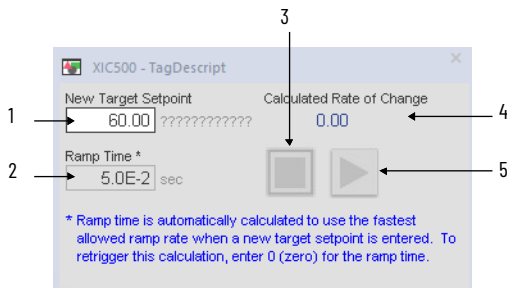 3
XIC500 - TagDescript
New Target Setpoint Calculated Rate of Change
1 60.00 ???????????? 0.00 4
Ramp Time *
2 5.0E-2 sec 5
* Ramp time is automatically calculated to use the fastest
allowed ramp rate when a new target setpoint is entered. To
retrigger this calculation, enter 0 (zero) for the ramp time.